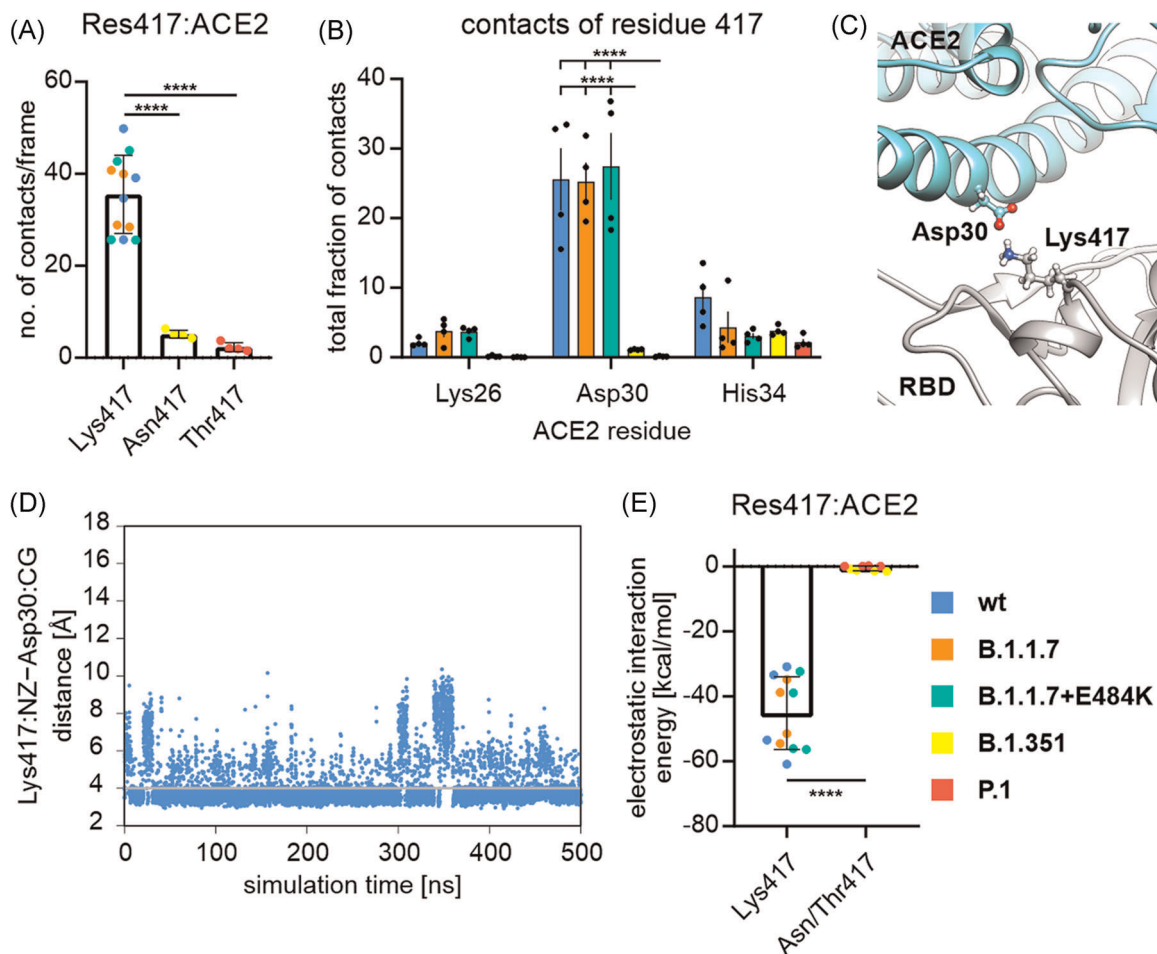 (A) Res417:ACE2
no. of contacts/frame
60
40
20
0
****
****
Lys417
Asn417
Thr417
(B) contacts of residue 417
total fraction of contacts
40
30
20
10
0
****
****
Lys26 Asp30 His34
ACE2 residue
(C)
ACE2
Asp30
Lys417
RBD
(D)
Lys417:NZ–Asp30:CG
distance [Å]
18
16
14
12
10
8
6
4
2
0 100 200 300 400 500
simulation time [ns]
(E) Res417:ACE2
electrostatic interaction
energy [kcal/mol]
0
-20
-40
-60
-80
****
Lys417
Asn/Thr417
wt
B.1.1.7
B.1.1.7+E484K
B.1.351
P.1